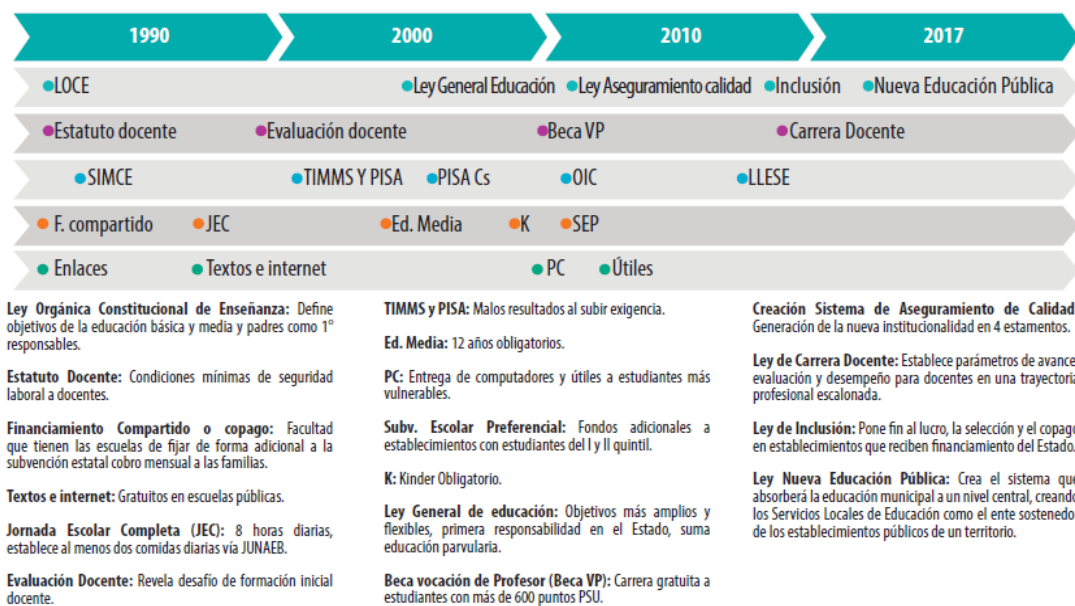 1990 2000 2010 2017
LOCE Ley General Educación Ley Aseguramiento calidad Inclusión Nueva Educación Pública
Estatuto docente Evaluación docente Beca VP Carrera Docente
SIMCE TIMMS Y PISA PISA Cs OIC LLESE
F. compartido JEC Ed. Media K SEP
Enlaces Textos e internet PC Útiles
Ley Orgánica Constitucional de Enseñanza: Define
objetivos de la educación básica y media y padres como 1°
responsables.
Estatuto Docente: Condiciones mínimas de seguridad
laboral a docentes.
Financiamiento Compartido o copago: Facultad
que tienen las escuelas de fijar de forma adicional a la
subvención estatal cobro mensual a las familias.
Textos e internet: Gratuitos en escuelas públicas.
Jornada Escolar Completa (JEC): 8 horas diarias,
establece al menos dos comidas diarias vía JUNAEB.
Evaluación Docente: Revela desafío de formación inicial
docente.
TIMMS y PISA: Malos resultados al subir exigencia.
Ed. Media: 12 años obligatorios.
PC: Entrega de computadores y útiles a estudiantes más
vulnerables.
Subv. Escolar Preferencial: Fondos adicionales a
establecimientos con estudiantes del I y II quintil.
K: Kinder Obligatorio.
Ley General de educación: Objetivos más amplios y
flexibles, primera responsabilidad en el Estado, suma
educación parvularia.
Beca vocación de Profesor (Beca VP): Carrera gratuita a
estudiantes con más de 600 puntos PSU.
Creación Sistema de Aseguramiento de Calidad
Generación de la nueva institucionalidad en 4 estamentos.
Ley de Carrera Docente: Establece parámetros de avance
evaluación y desempeño para docentes en una trayectoria
profesional escalonada.
Ley de Inclusión: Pone fin al lucro, la selección y el copago
en establecimientos que reciben financiamiento del Estado.
Ley Nueva Educación Pública: Crea el sistema que
absorberá la educación municipal a un nivel central, creando
los Servicios Locales de Educación como el ente sostenedo
de los establecimientos públicos de un territorio.